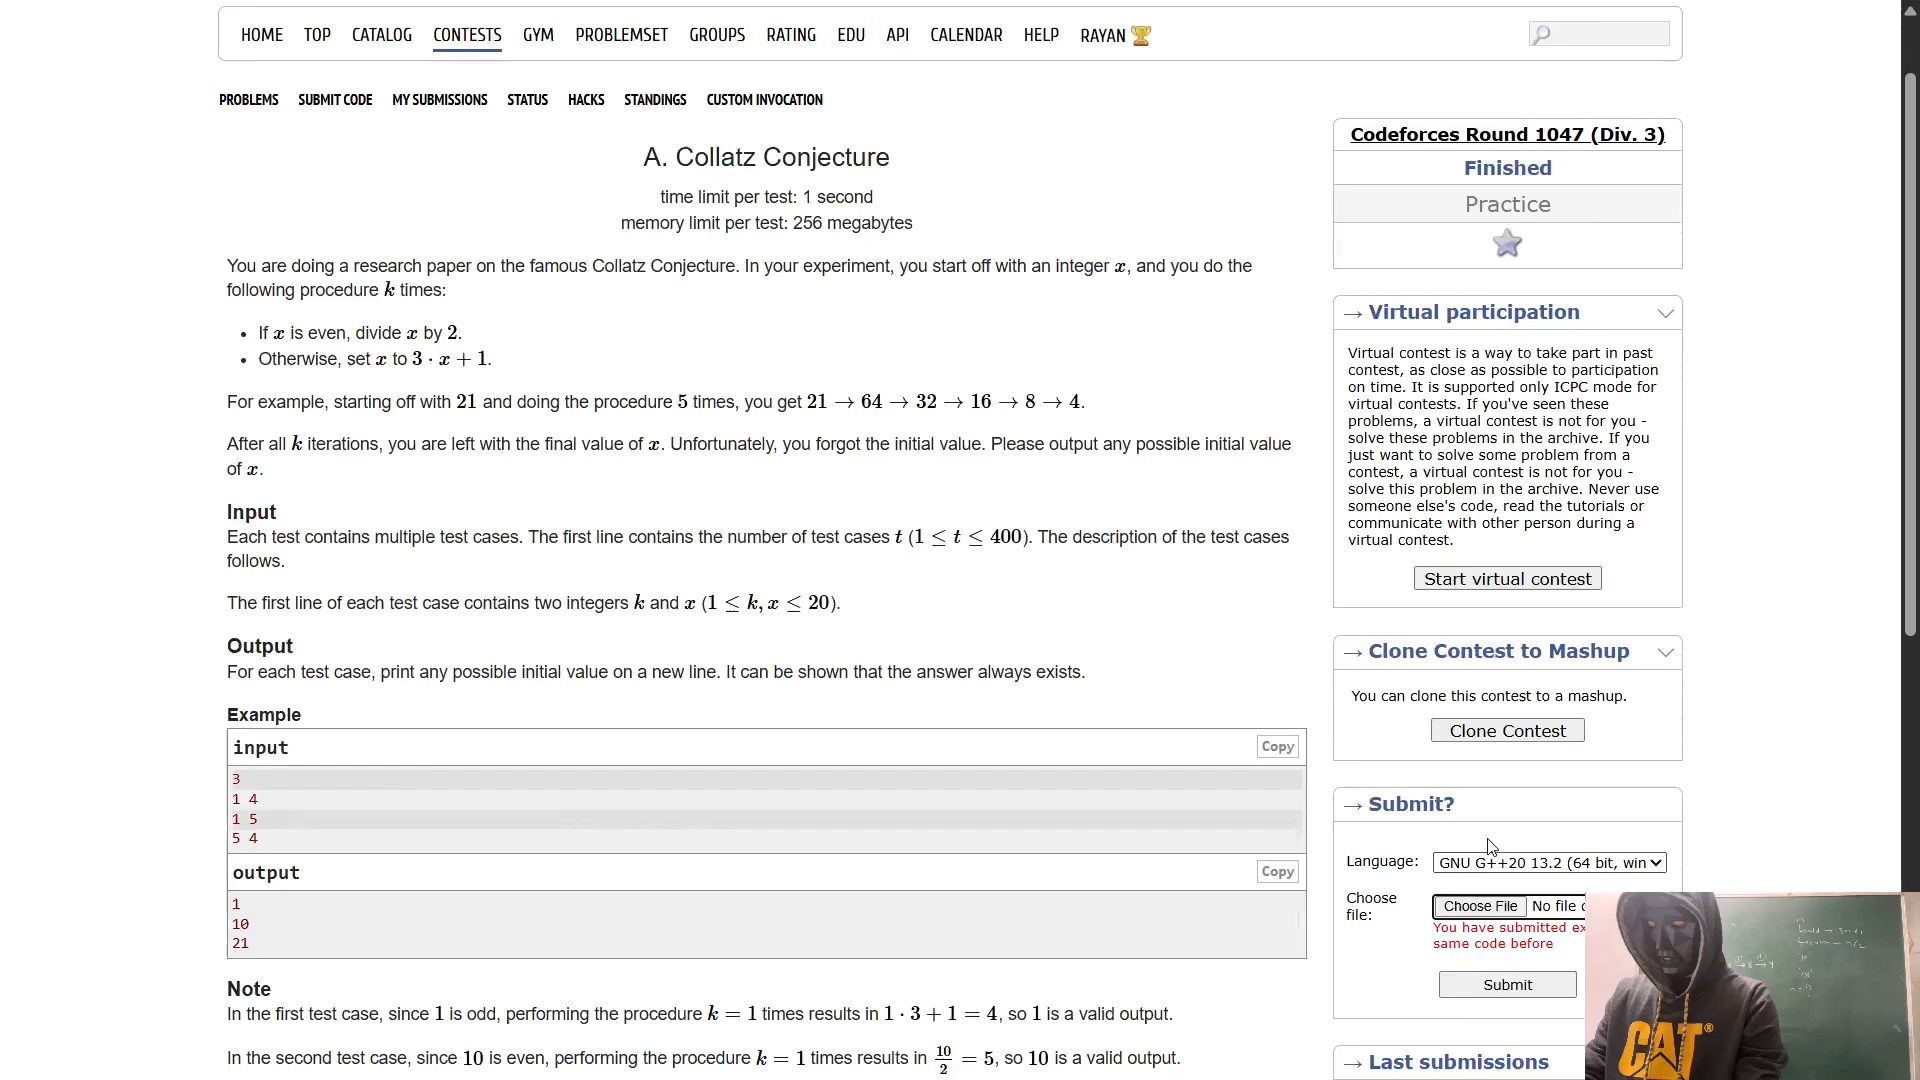 HOME TOP CATALOG CONTESTS GYM PROBLEMSET GROUPS RATING EDU API CALENDAR HELP RAYAN
PROBLEMS SUBMIT CODE MY SUBMISSIONS STATUS HACKS STANDINGS CUSTOM INVOCATION
A. Collatz Conjecture
time limit per test: 1 second
memory limit per test: 256 megabytes
You are doing a research paper on the famous Collatz Conjecture. In your experiment, you start off with an integer x, and you do the
following procedure k times:
• If x is even, divide x by 2.
• Otherwise, set x to 3 · x + 1.
For example, starting off with 21 and doing the procedure 5 times, you get 21 → 64 → 32 → 16 → 8 → 4.
After all k iterations, you are left with the final value of x. Unfortunately, you forgot the initial value. Please output any possible initial value
of x.
Input
Each test contains multiple test cases. The first line contains the number of test cases t (1 ≤ t ≤ 400). The description of the test cases
follows.
The first line of each test case contains two integers k and x (1 ≤ k, x ≤ 20).
Output
For each test case, print any possible initial value on a new line. It can be shown that the answer always exists.
Example
input
Copy
3
1 4
1 5
5 4
output
Copy
1
10
21
Note
In the first test case, since 1 is odd, performing the procedure k = 1 times results in 1 · 3 + 1 = 4, so 1 is a valid output.
In the second test case, since 10 is even, performing the procedure k = 1 times results in 10/2 = 5, so 10 is a valid output.
Codeforces Round 1047 (Div. 3)
Finished
Practice
→ Virtual participation
Virtual contest is a way to take part in past
contest, as close as possible to participation
on time. It is supported only ICPC mode for
virtual contests. If you've seen these
problems, a virtual contest is not for you -
solve these problems in the archive. If you
just want to solve some problem from a
contest, a virtual contest is not for you -
solve this problem in the archive. Never use
someone else's code, read the tutorials or
communicate with other person during a
virtual contest.
Start virtual contest
→ Clone Contest to Mashup
You can clone this contest to a mashup.
Clone Contest
→ Submit?
Language: GNU G++20 13.2 (64 bit, win
Choose
file:
Choose File No file
You have submitted
same code before
Submit
→ Last submissions
CAT